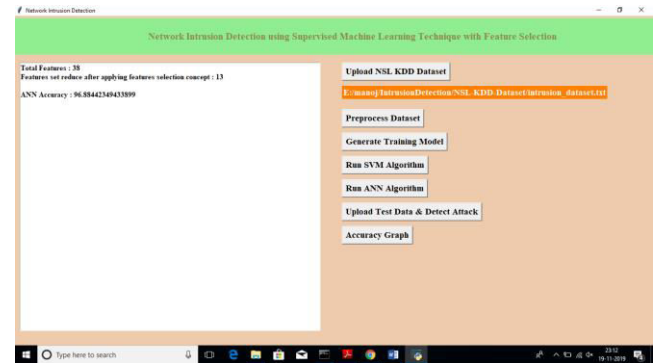 Network Intrusion Detection
Network Intrusion Detection using Supervised Machine Learning Technique with Feature Selection
Total Features : 38
Features set reduce after applying features selection concept : 13
ANN Accuracy : 96.88442349433899
Upload NSL KDD Dataset
E:/manoj/IntrusionDetection/NSL-KDD-Dataset/intrusion_dataset.txt
Preprocess Dataset
Generate Training Model
Run SVM Algorithm
Run ANN Algorithm
Upload Test Data & Detect Attack
Accuracy Graph
Type here to search
23:12
19-11-2019